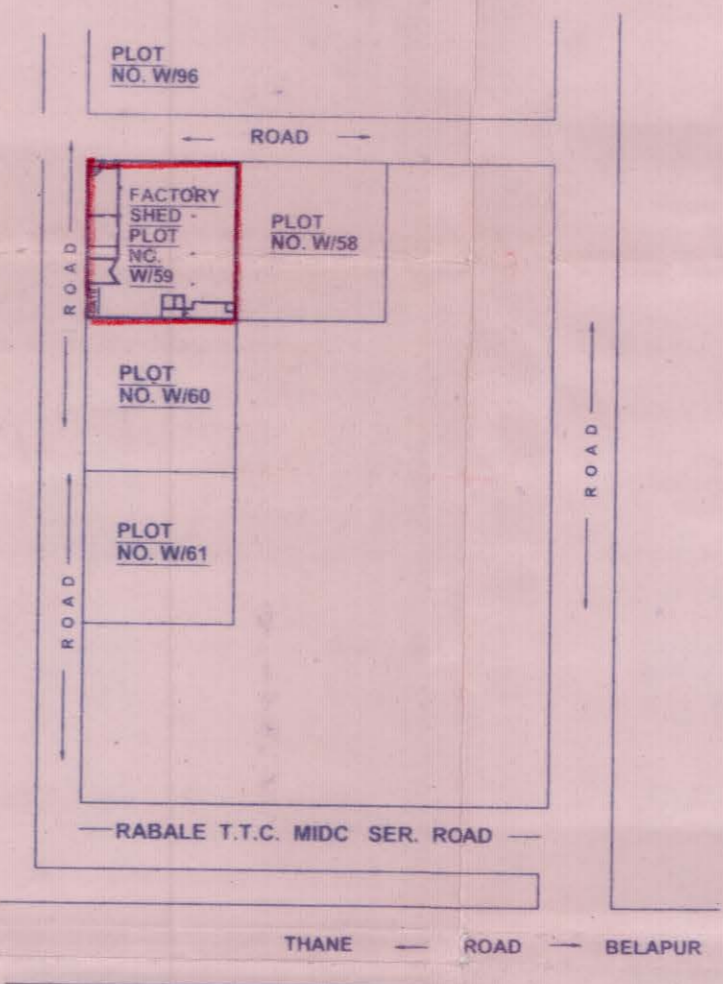 PLOT
NO. W/96
← ROAD →
FACTORY
SHED
PLOT
NO.
W/59
PLOT
NO. W/58
ROAD
GATE
PLOT
NO. W/60
ROAD
PLOT
NO. W/61
ROAD
RABALE T.T.C. MIDC SER. ROAD
THANE ← ROAD → BELAPUR